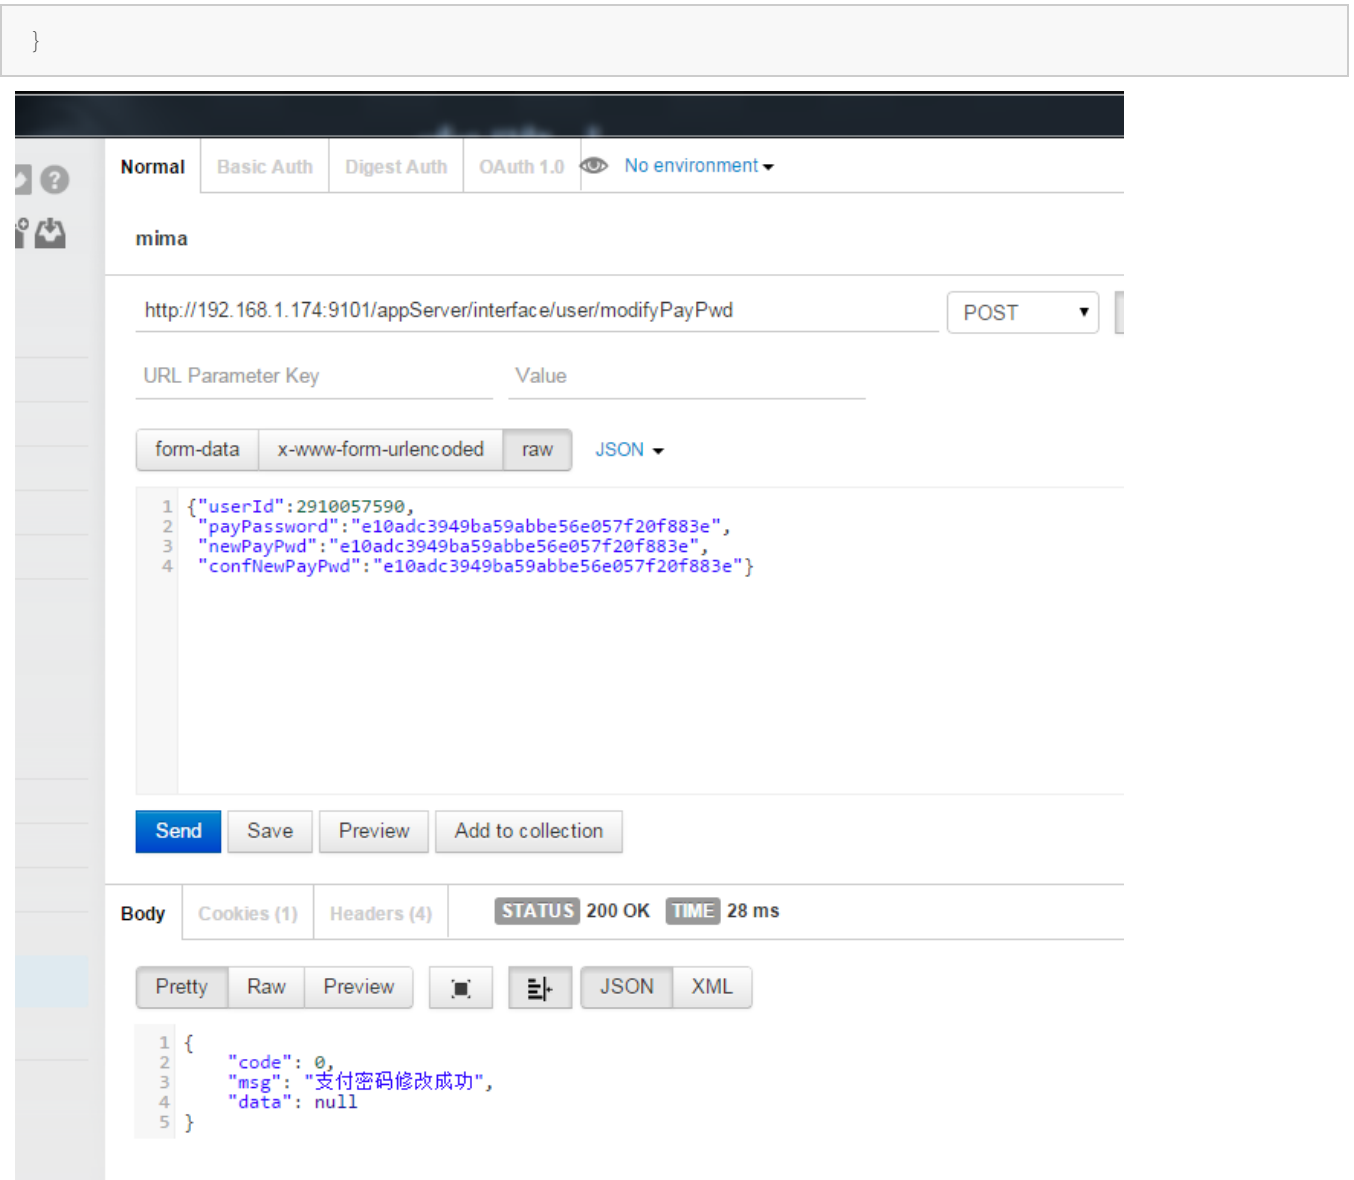 }
Normal Basic Auth Digest Auth OAuth 1.0 No environment
mima
http://192.168.1.174:9101/appServer/interface/user/modifyPayPwd POST
URL Parameter Key Value
form-data x-www-form-urlencoded raw JSON
1 {"userId":2910057590,
2 "payPassword":"e10adc3949ba59abbe56e057f20f883e",
3 "newPayPwd":"e10adc3949ba59abbe56e057f20f883e",
4 "confNewPayPwd":"e10adc3949ba59abbe56e057f20f883e"}
Send Save Preview Add to collection
Body Cookies (1) Headers (4) STATUS 200 OK TIME 28 ms
Pretty Raw Preview JSON XML
1 {
2 "code": 0,
3 "msg": "支付密码修改成功",
4 "data": null
5 }